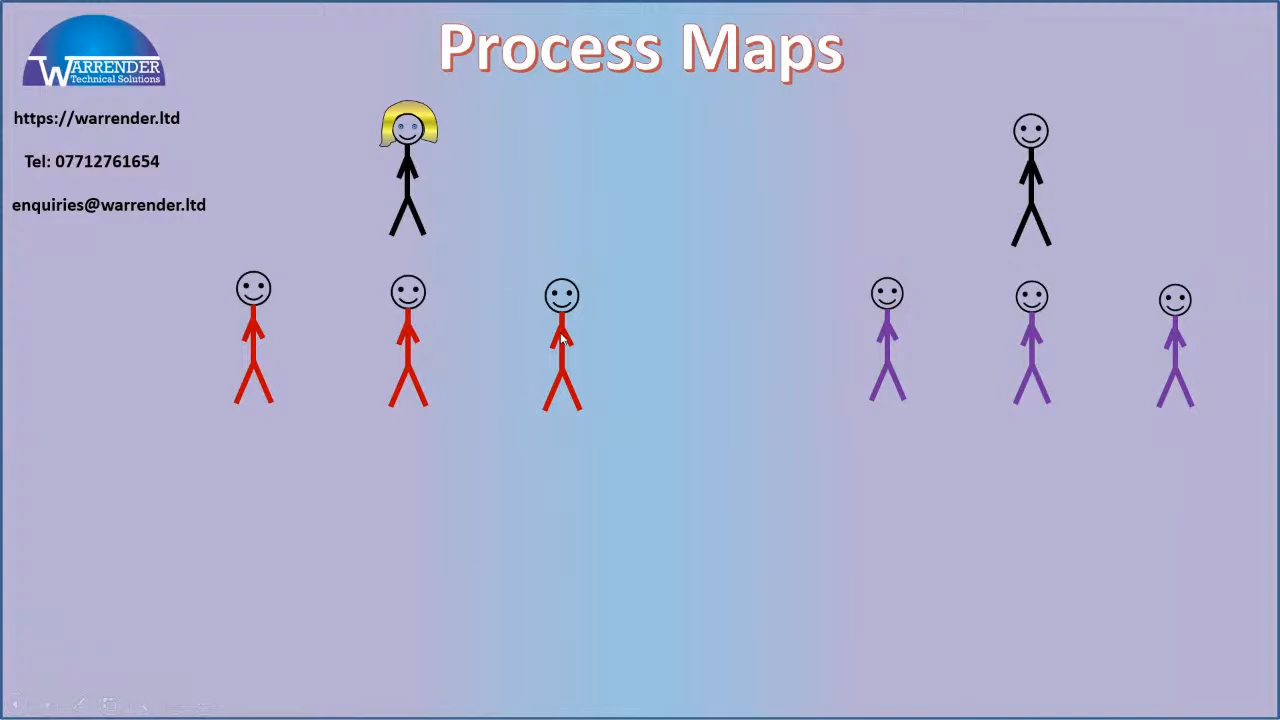 Process Maps
WARRENDER
Technical Solutions
https://warrender.ltd
Tel: 07712761654
enquiries@warrender.ltd